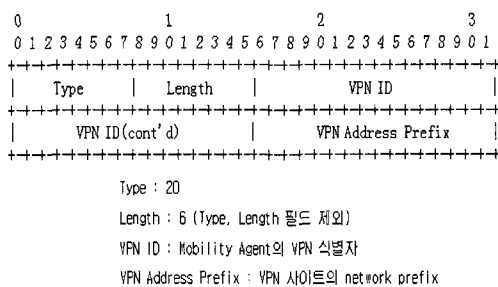 0 1 2 3
0 1 2 3 4 5 6 7 8 9 0 1 2 3 4 5 6 7 8 9 0 1 2 3 4 5 6 7 8 9 0 1
+-+-+-+-+-+-+-+-+-+-+-+-+-+-+-+-+-+-+-+-+-+-+-+-+-+-+-+-+-+-+-+-+
| Type | Length | VPN ID |
+-+-+-+-+-+-+-+-+-+-+-+-+-+-+-+-+-+-+-+-+-+-+-+-+-+-+-+-+-+-+-+-+
| VPN ID(cont'd) | VPN Address Prefix |
+-+-+-+-+-+-+-+-+-+-+-+-+-+-+-+-+-+-+-+-+-+-+-+-+-+-+-+-+-+-+-+-+
Type : 20
Length : 6 (Type, Length 필드 제외)
VPN ID : Mobility Agent의 VPN 식별자
VPN Address Prefix : VPN 사이트의 network prefix